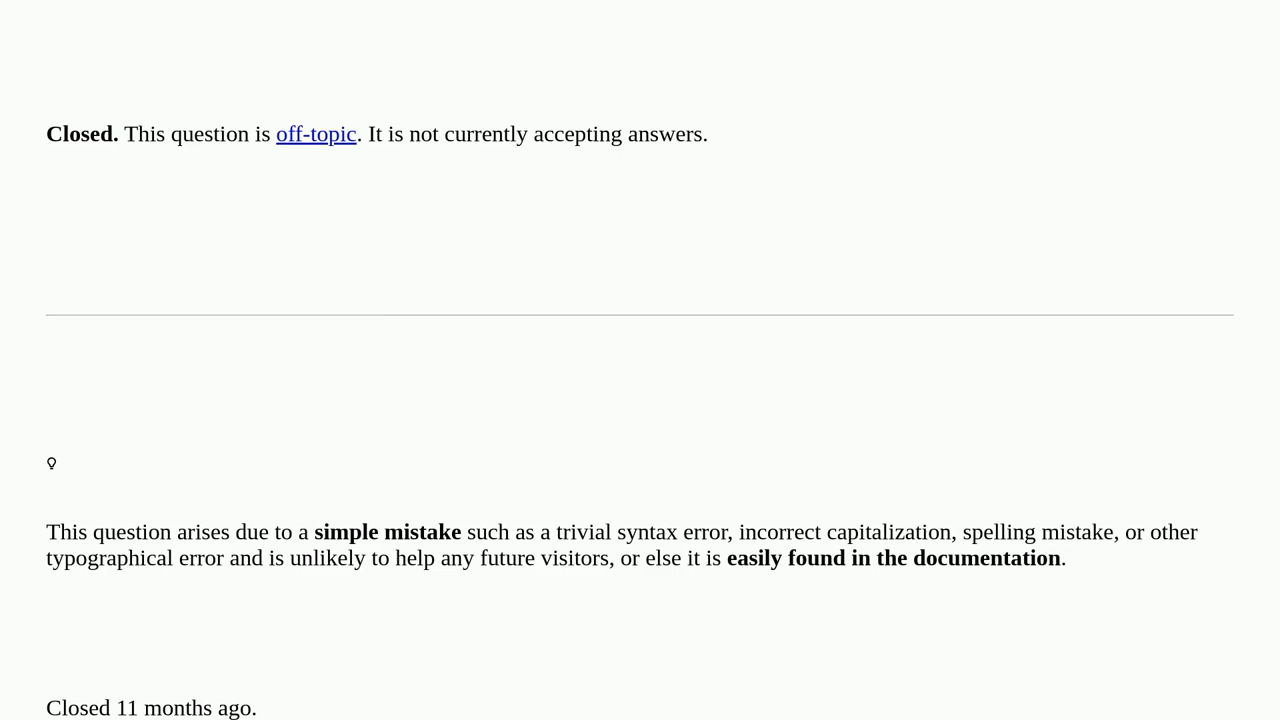 Closed. This question is off-topic. It is not currently accepting answers.
This question arises due to a simple mistake such as a trivial syntax error, incorrect capitalization, spelling mistake, or other
typographical error and is unlikely to help any future visitors, or else it is easily found in the documentation.
Closed 11 months ago.